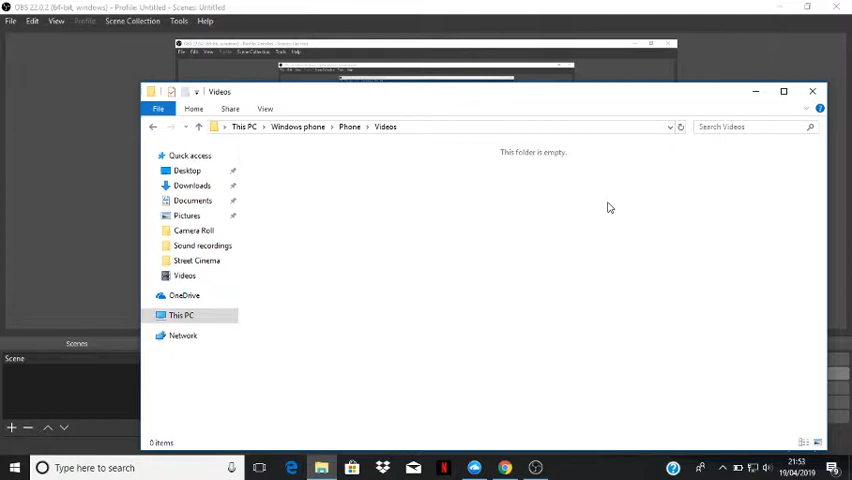 OBS 22.0.2 (64-bit, windows) - Profile: Untitled - Scenes: Untitled
File Edit View Profile Scene Collection Tools Help
Videos
File Home Share View
This PC > Windows phone > Phone > Videos
Search Videos
This folder is empty.
Quick access
Desktop
Downloads
Documents
Pictures
Camera Roll
Sound recordings
Street Cinema
Videos
OneDrive
This PC
Network
Scenes
Scene
0 items
Type here to search
21:53
19/04/2019